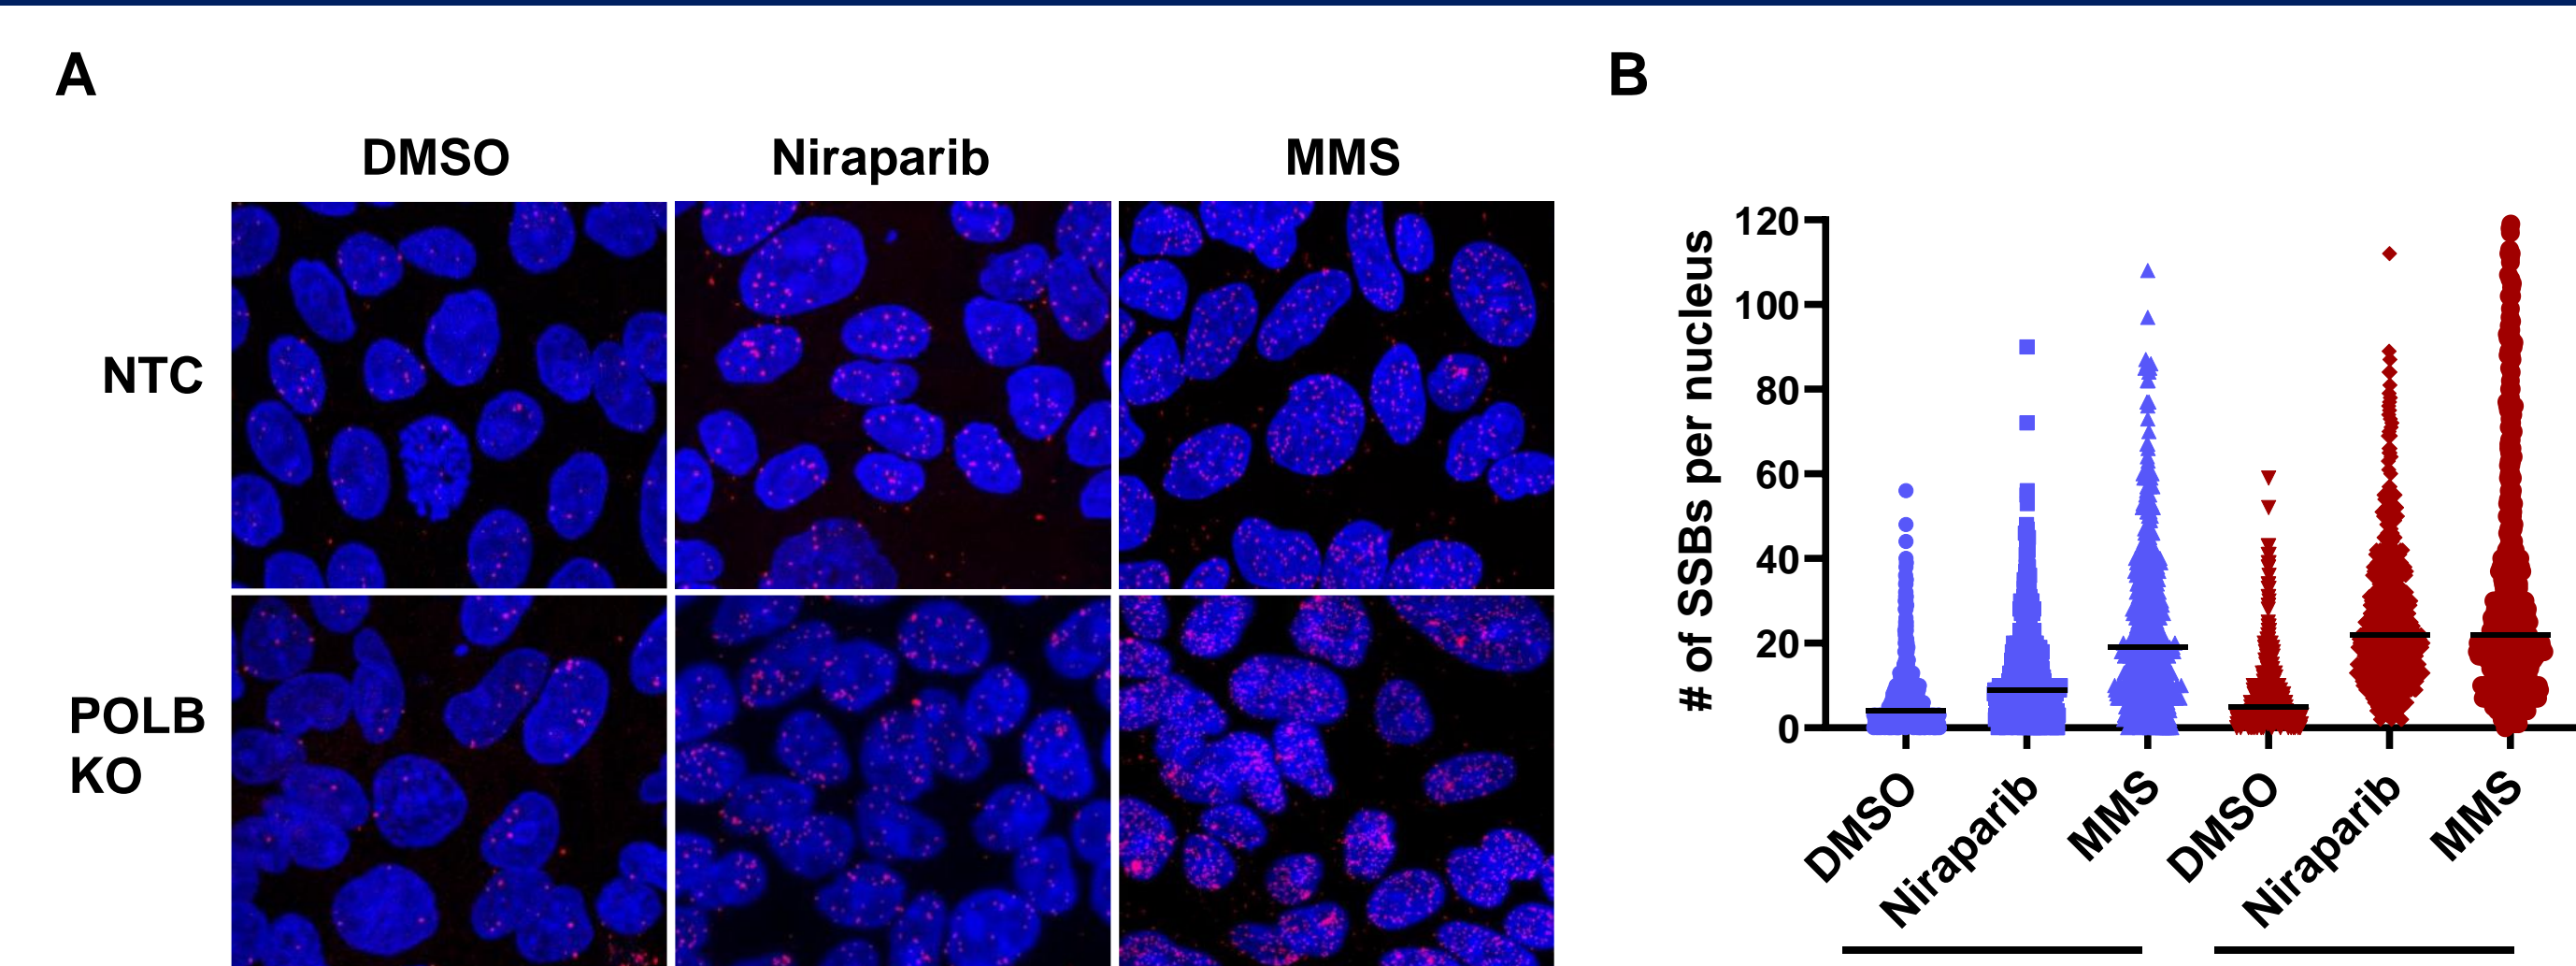 A
DMSO
Niraparib
MMS
NTC
POLB
KO
B
# of SSBs per nucleus
120
100
80
60
40
20
0
DMSO
Niraparib
MMS
DMSO
Niraparib
MMS